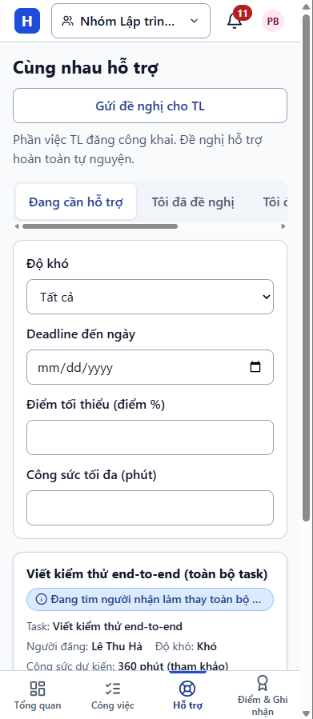 H
Nhóm Lập trìn...
11
PB
Cùng nhau hỗ trợ
Gửi đề nghị cho TL
Phần việc TL đăng công khai. Đề nghị hỗ trợ
hoàn toàn tự nguyện.
Đang cần hỗ trợ
Tôi đã đề nghị
Tôi
Độ khó
Tất cả
Deadline đến ngày
mm/dd/yyyy
Điểm tối thiểu (điểm %)
Công sức tối đa (phút)
Viết kiểm thử end-to-end (toàn bộ task)
Đang tìm người nhận làm thay toàn bộ ...
Task: Viết kiểm thử end-to-end
Người đăng: Lê Thu Hà Độ khó: Khó
Công sức dự kiến: 360 phút (tham khảo)
Tổng quan
Công việc
Hỗ trợ
Điểm & Ghi
nhận